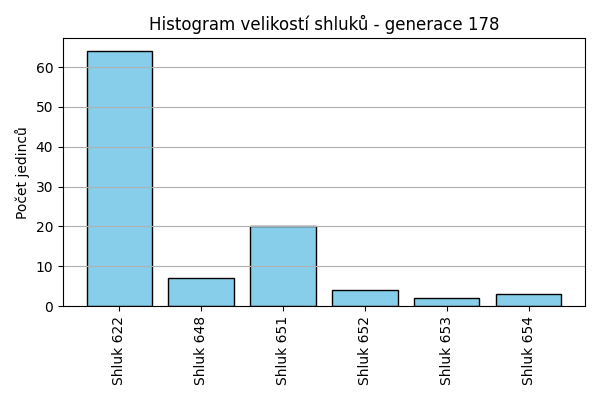 Histogram velikostí shluků - generace 178
Počet jedinců
60
50
40
30
20
10
0
Shluk 622
Shluk 648
Shluk 651
Shluk 652
Shluk 653
Shluk 654